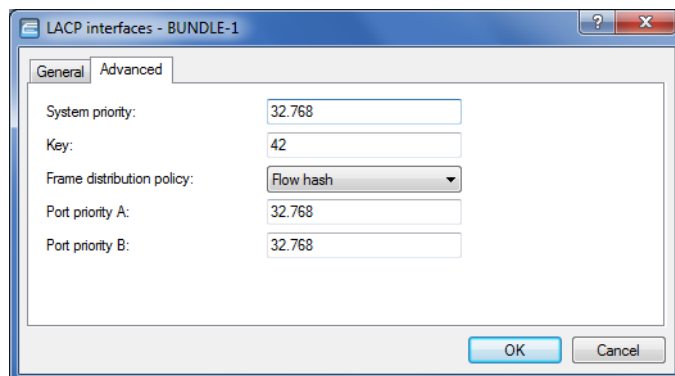 LACP interfaces - BUNDLE-1
?
General Advanced
System priority: 32.768
Key: 42
Frame distribution policy: Flow hash
Port priority A: 32.768
Port priority B: 32.768
OK Cancel